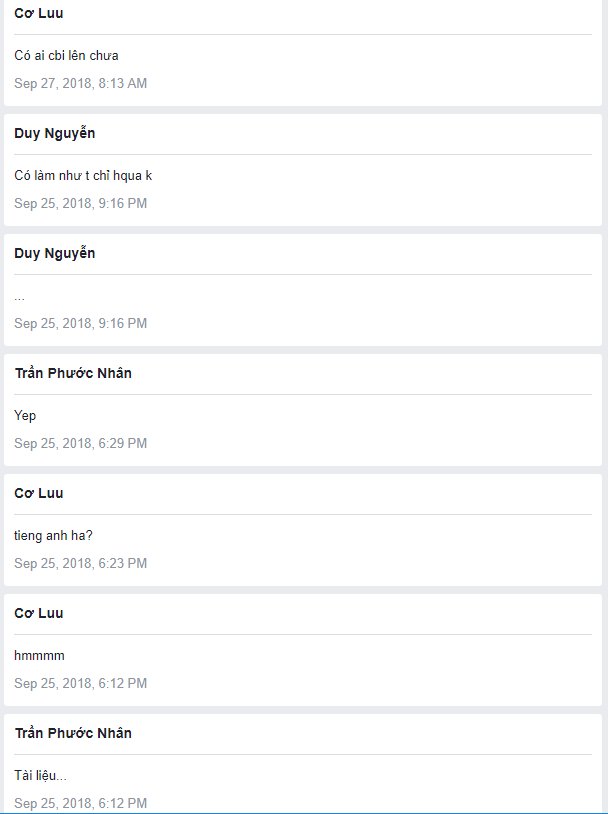 Cơ Luu
Có ai cbi lên chưa
Sep 27, 2018, 8:13 AM
Duy Nguyễn
Có làm như t chỉ hqua k
Sep 25, 2018, 9:16 PM
Duy Nguyễn
...
Sep 25, 2018, 9:16 PM
Trần Phước Nhân
Yep
Sep 25, 2018, 6:29 PM
Cơ Luu
tieng anh ha?
Sep 25, 2018, 6:23 PM
Cơ Luu
hmmmm
Sep 25, 2018, 6:12 PM
Trần Phước Nhân
Tài liệu...
Sep 25, 2018, 6:12 PM